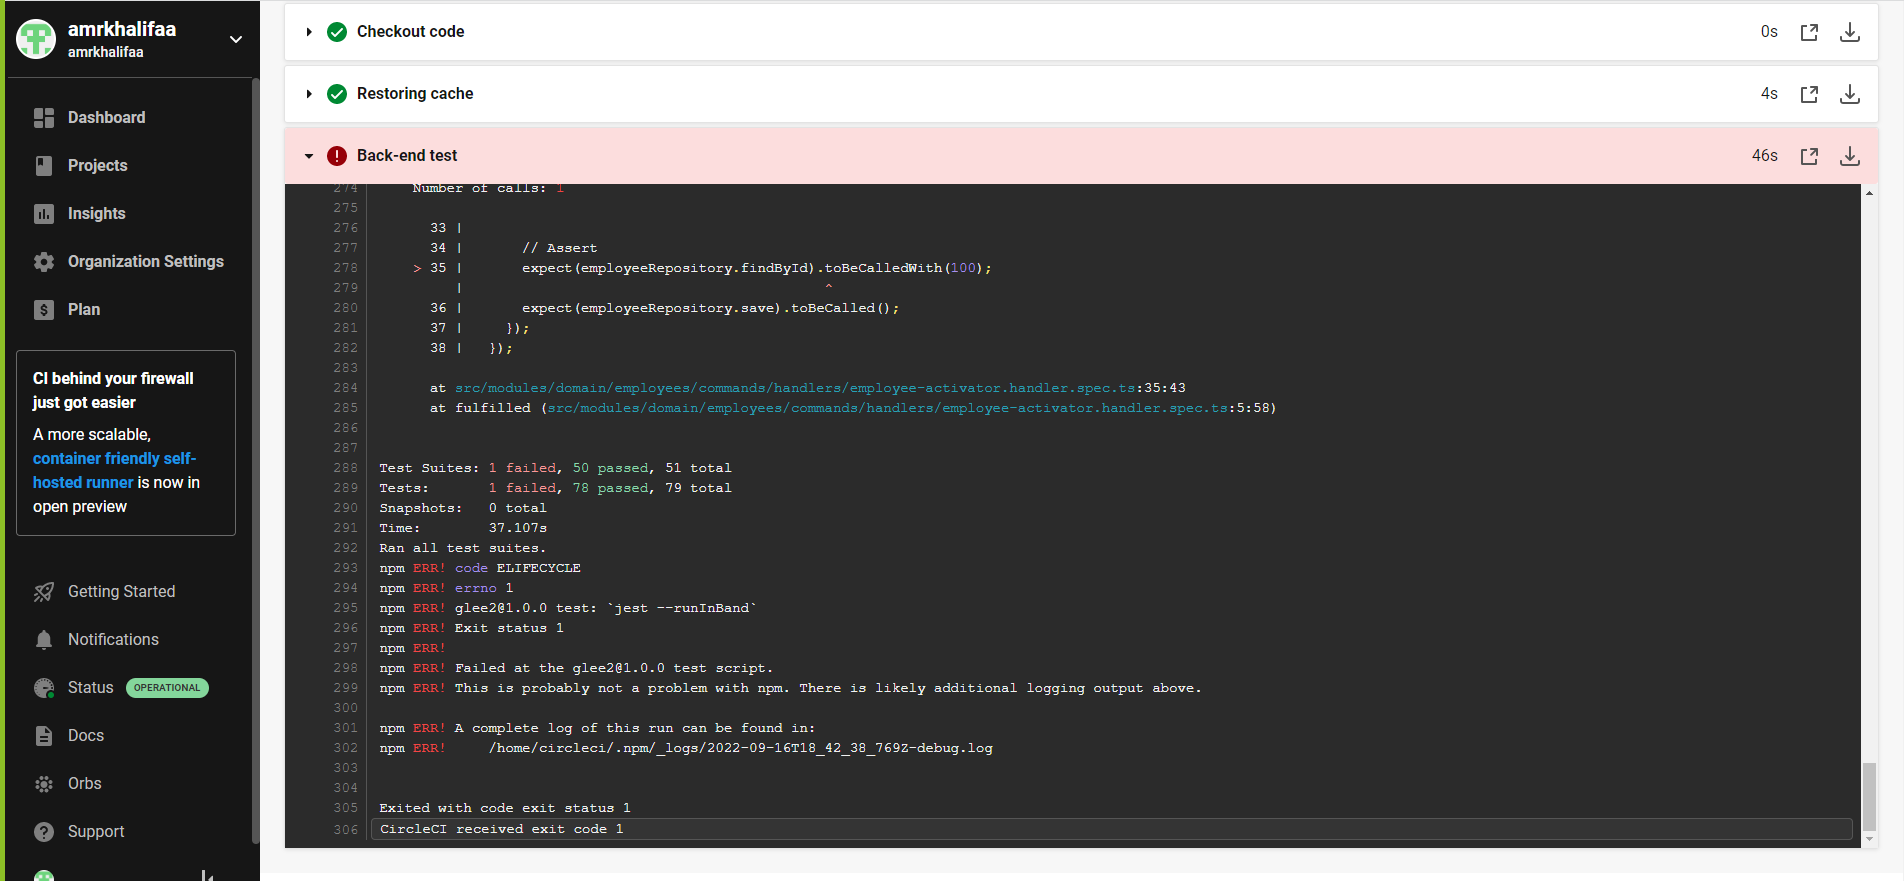 amrkhalifaa
amrkhalifaa
Dashboard
Projects
Insights
Organization Settings
Plan
CI behind your firewall
just got easier
A more scalable,
container friendly self-
hosted runner is now in
open preview
Getting Started
Notifications
Status OPERATIONAL
Docs
Orbs
Support
Checkout code 0s
Restoring cache 4s
Back-end test 46s
274 Number of calls: 1
275
276 33 |
277 34 | // Assert
278 > 35 | expect(employeeRepository.findById).toBeCalledWith(100);
279 | ^
280 36 | expect(employeeRepository.save).toBeCalled();
281 37 | });
282 38 | });
283
284 at src/modules/domain/employees/commands/handlers/employee-activator.handler.spec.ts:35:43
285 at fulfilled (src/modules/domain/employees/commands/handlers/employee-activator.handler.spec.ts:5:58)
286
287
288 Test Suites: 1 failed, 50 passed, 51 total
289 Tests: 1 failed, 78 passed, 79 total
290 Snapshots: 0 total
291 Time: 37.107s
292 Ran all test suites.
293 npm ERR! code ELIFECYCLE
294 npm ERR! errno 1
295 npm ERR! glee2@1.0.0 test: `jest --runInBand`
296 npm ERR! Exit status 1
297 npm ERR!
298 npm ERR! Failed at the glee2@1.0.0 test script.
299 npm ERR! This is probably not a problem with npm. There is likely additional logging output above.
300
301 npm ERR! A complete log of this run can be found in:
302 npm ERR! /home/circleci/.npm/_logs/2022-09-16T18_42_38_769Z-debug.log
303
304
305 Exited with code exit status 1
306 CircleCI received exit code 1